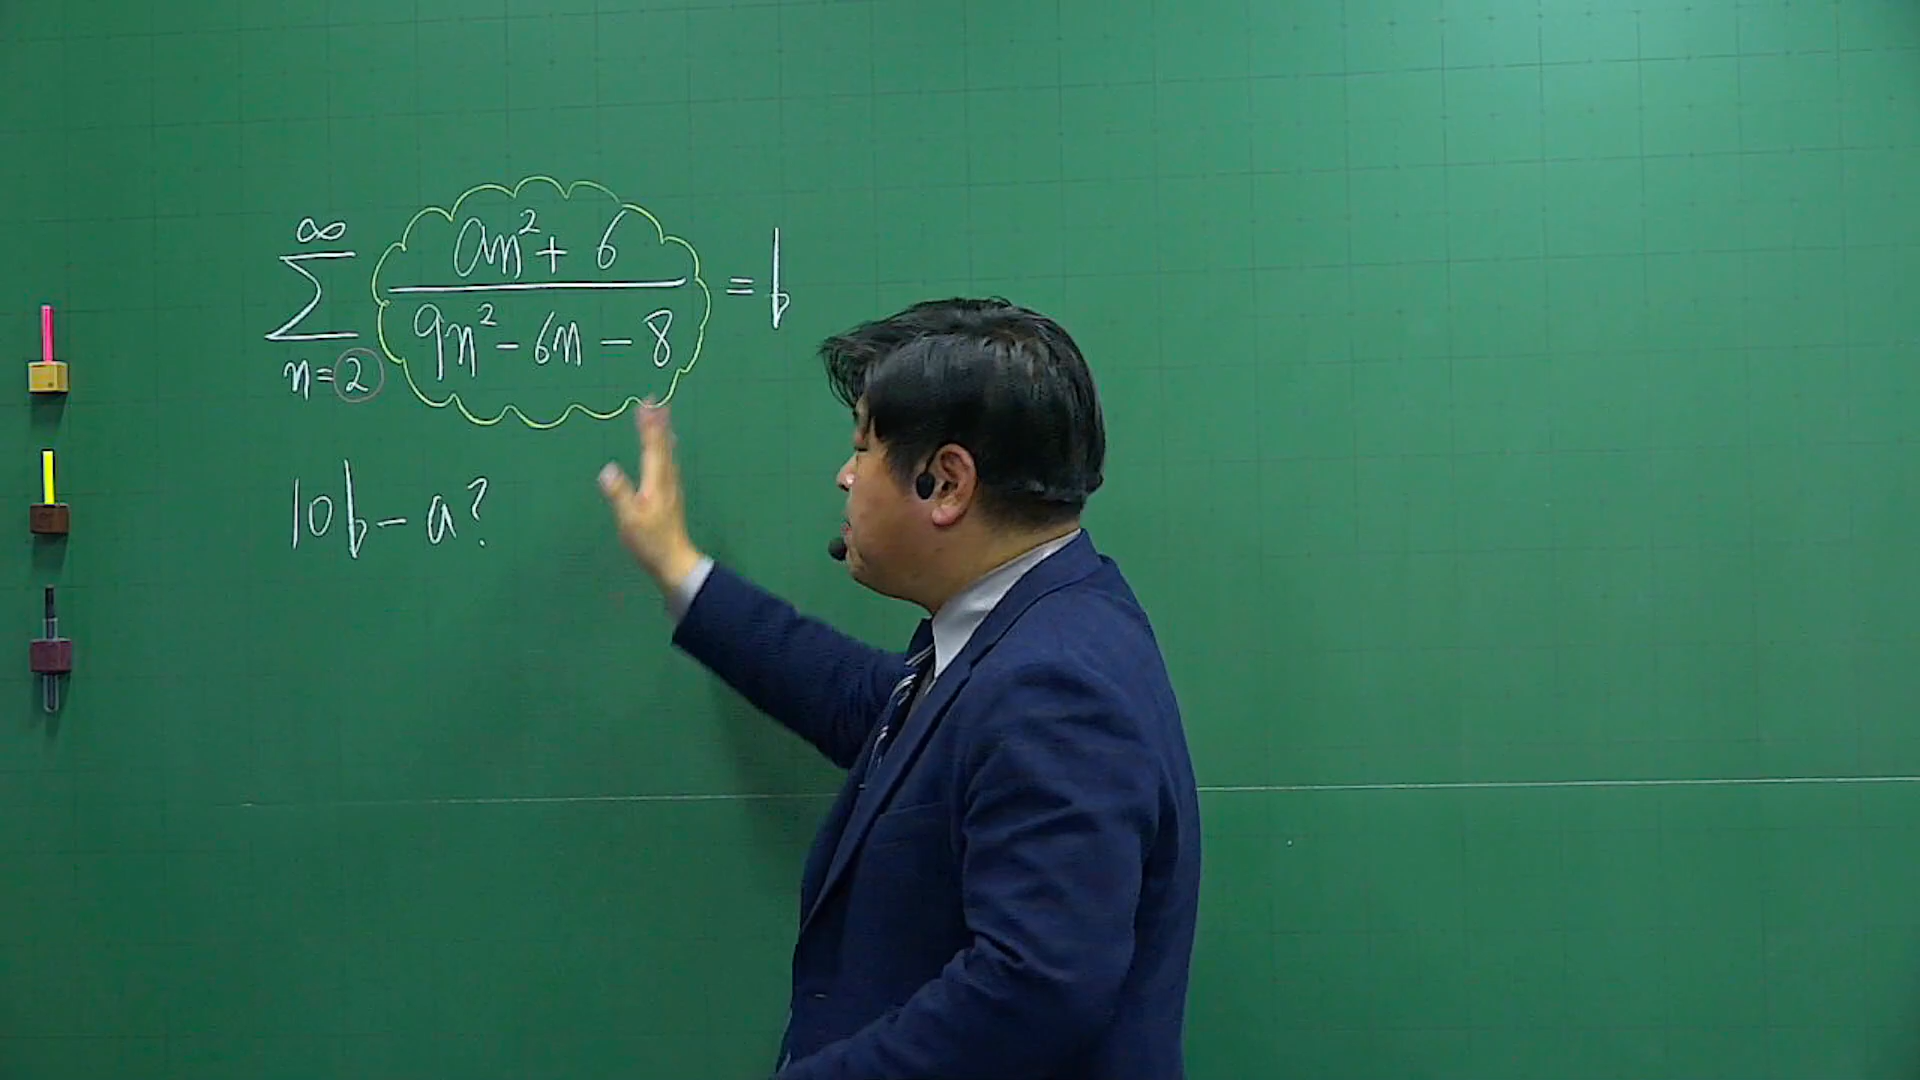 ∞
Σ an²+6 / 9n²-6n-8 = b
n=2
10b-a?